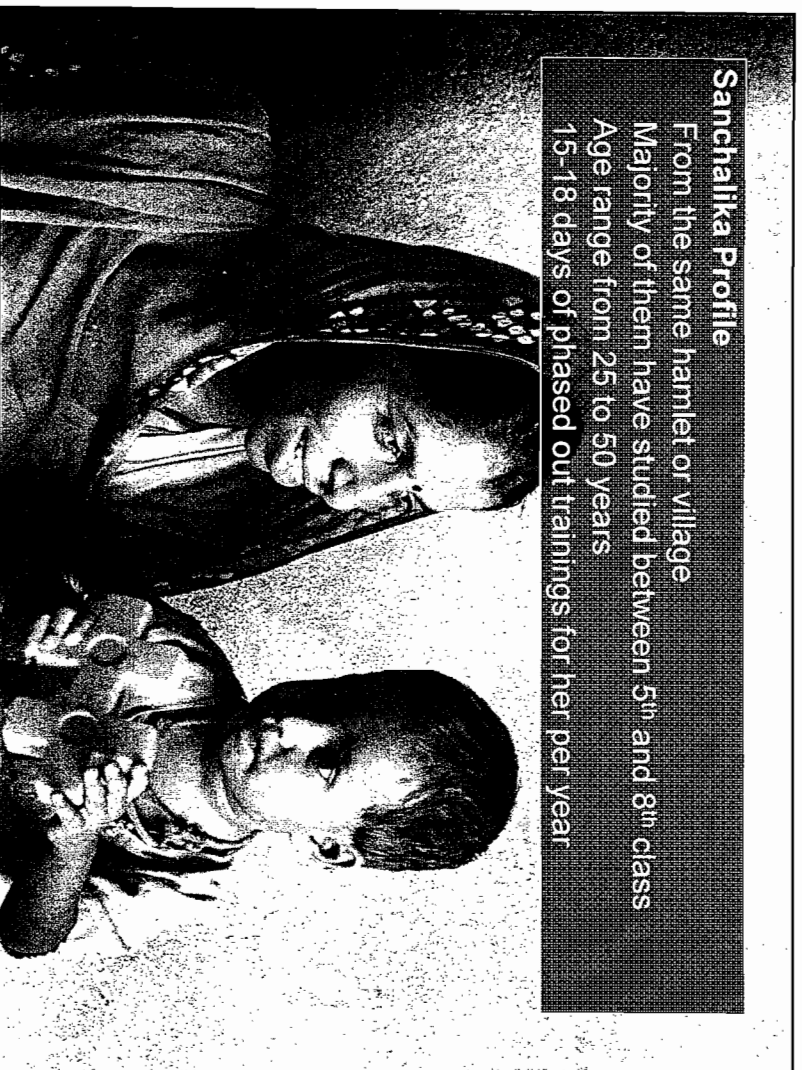 Sanchalika Profile
From the same hamlet or village
Majority of them have studied between 5th and 8th class
Age range from 25 to 50 years
15-18 days of phased out trainings for her per year